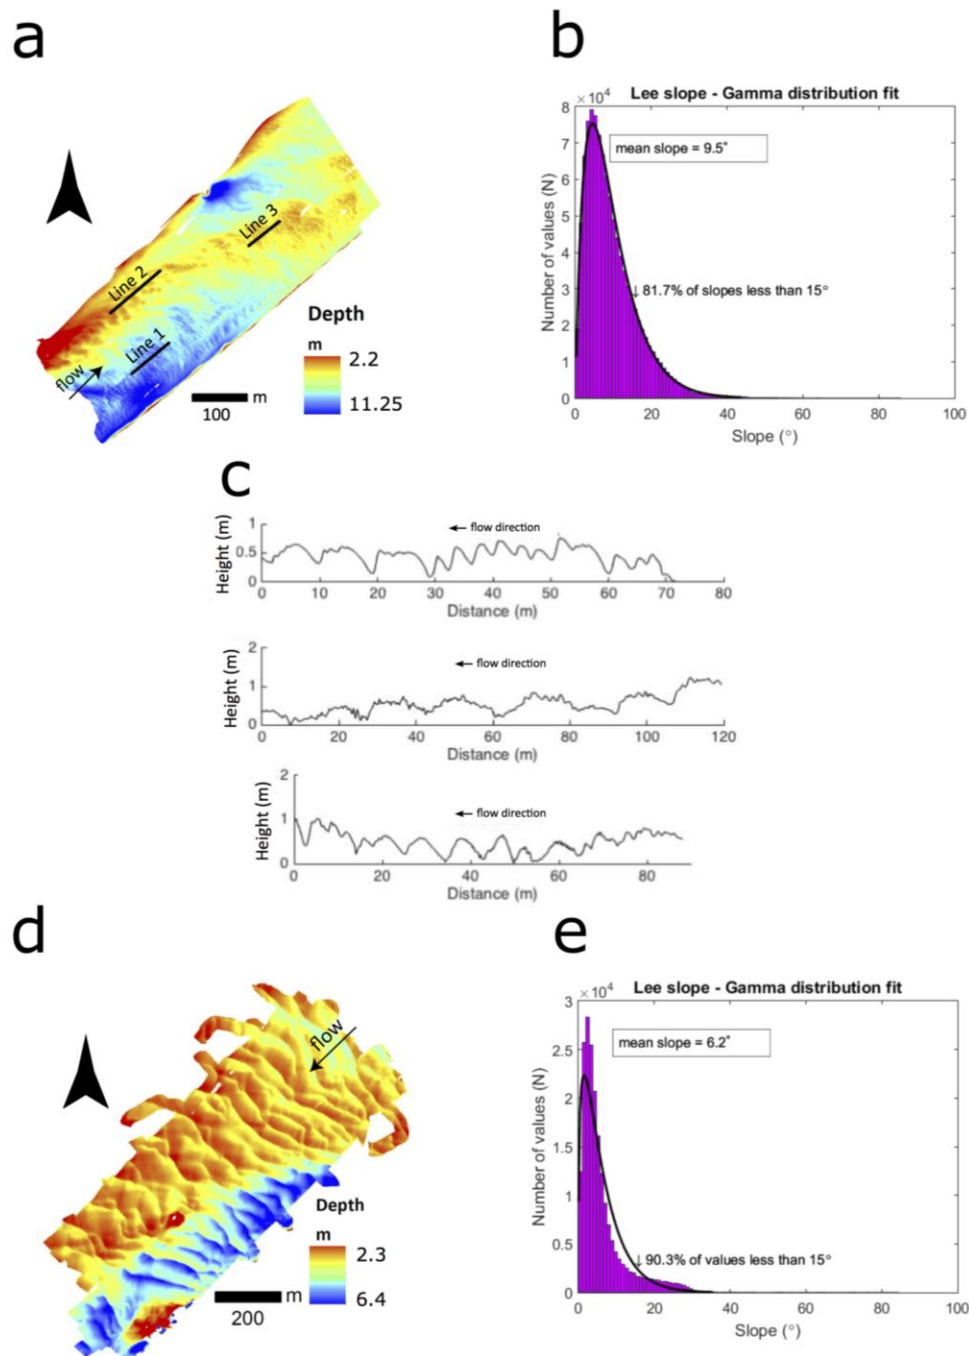 a
Line 3
Line 2
Line 1
flow
Depth
m
2.2
11.25
m
100
b
Lee slope - Gamma distribution fit
× 10⁴
mean slope = 9.5°
↓ 81.7% of slopes less than 15°
Number of values (N)
8
7
6
5
4
3
2
1
0
0 20 40 60 80 100
Slope (°)
c
← flow direction
Height (m)
1
0.5
0
0 10 20 30 40 50 60 70 80
Distance (m)
← flow direction
Height (m)
2
1
0
0 20 40 60 80 100 120
Distance (m)
← flow direction
Height (m)
2
1
0
0 20 40 60 80
Distance (m)
d
flow
Depth
m
2.3
6.4
m
200
e
Lee slope - Gamma distribution fit
× 10⁴
mean slope = 6.2°
↓ 90.3% of values less than 15°
Number of values (N)
3
2.5
2
1.5
1
0.5
0
0 20 40 60 80 100
Slope (°)